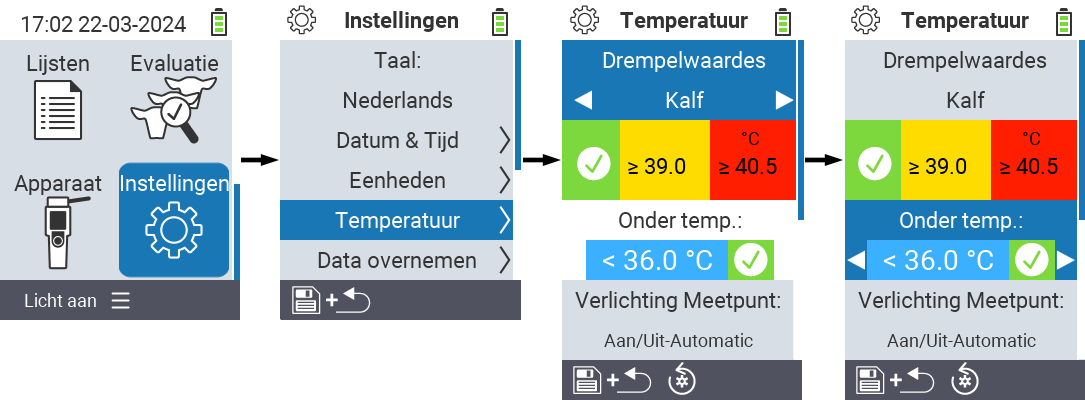 17:02 22-03-2024
Lijsten
Evaluatie
Apparaat
Instellingen
Licht aan
Instellingen
Taal:
Nederlands
Datum & Tijd
Eenheden
Temperatuur
Data overnemen
+
Temperatuur
Drempelwaardes
Kalf
°C
≥ 39.0
≥ 40.5
Onder temp.:
< 36.0 °C
Verlichting Meetpunt:
Aan/Uit-Automatic
+
Temperatuur
Drempelwaardes
Kalf
°C
≥ 39.0
≥ 40.5
Onder temp.:
< 36.0 °C
Verlichting Meetpunt:
Aan/Uit-Automatic
+